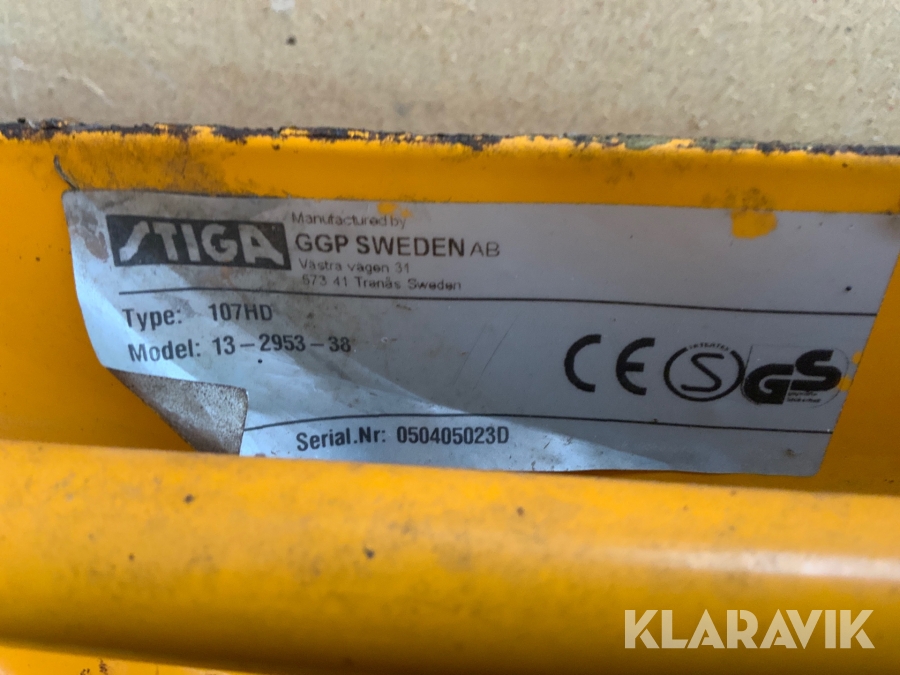 STIGA
Manufactured by
GGP SWEDEN AB
Västra vägen 31
573 41 Tranås Sweden
Type: 107HD
Model: 13-2953-38
CE
S
GS
Serial.Nr: 050405023D
KLARAVIK